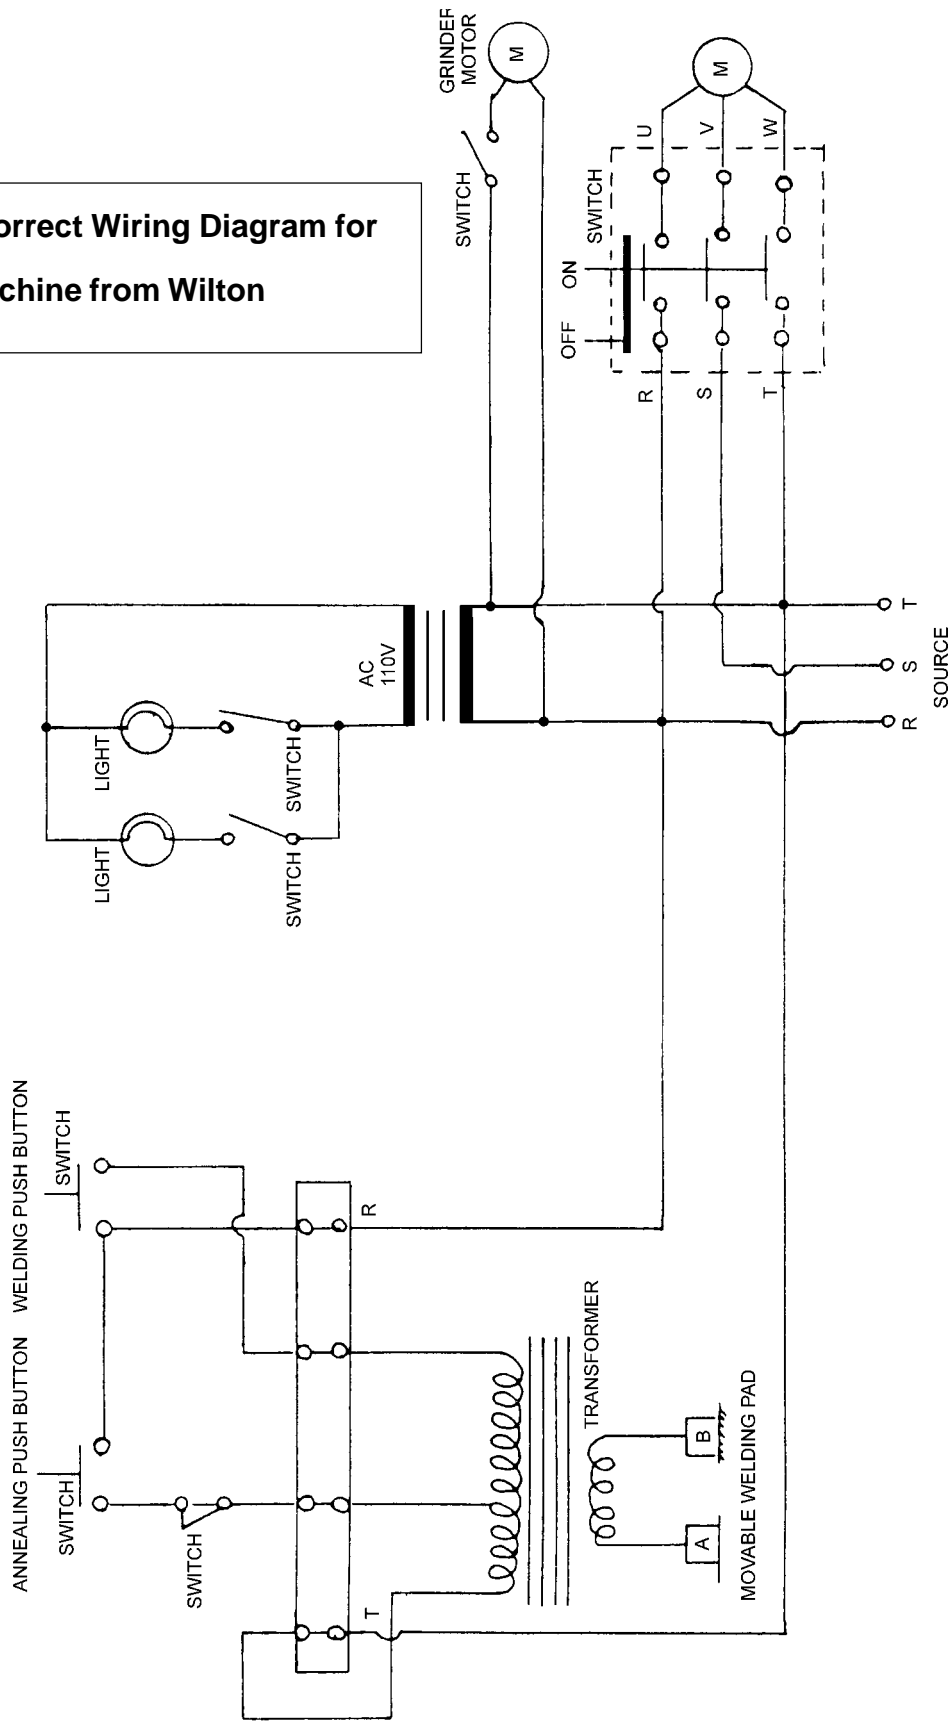 orrect Wiring Diagram for
chine from Wilton
GRINDER
MOTOR
M
SWITCH
M
U
V
W
SWITCH
ON
OFF
R
S
T
AC
110V
LIGHT
SWITCH
LIGHT
SWITCH
T
S
R
SOURCE
ANNEALING PUSH BUTTON
WELDING PUSH BUTTON
SWITCH
SWITCH
SWITCH
R
T
TRANSFORMER
A
B
MOVABLE WELDING PAD